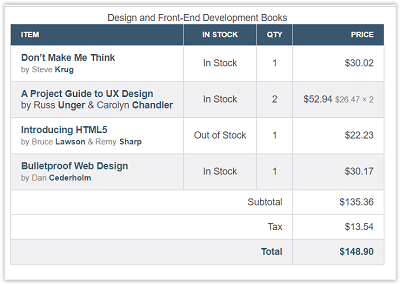 Design and Front-End Development Books
ITEM IN STOCK QTY PRICE
Don’t Make Me Think
by Steve Krug
In Stock 1 $30.02
A Project Guide to UX Design
by Russ Unger & Carolyn Chandler
In Stock 2 $52.94 $26.47 × 2
Introducing HTML5
by Bruce Lawson & Remy Sharp
Out of Stock 1 $22.23
Bulletproof Web Design
by Dan Cederholm
In Stock 1 $30.17
Subtotal $135.36
Tax $13.54
Total $148.90